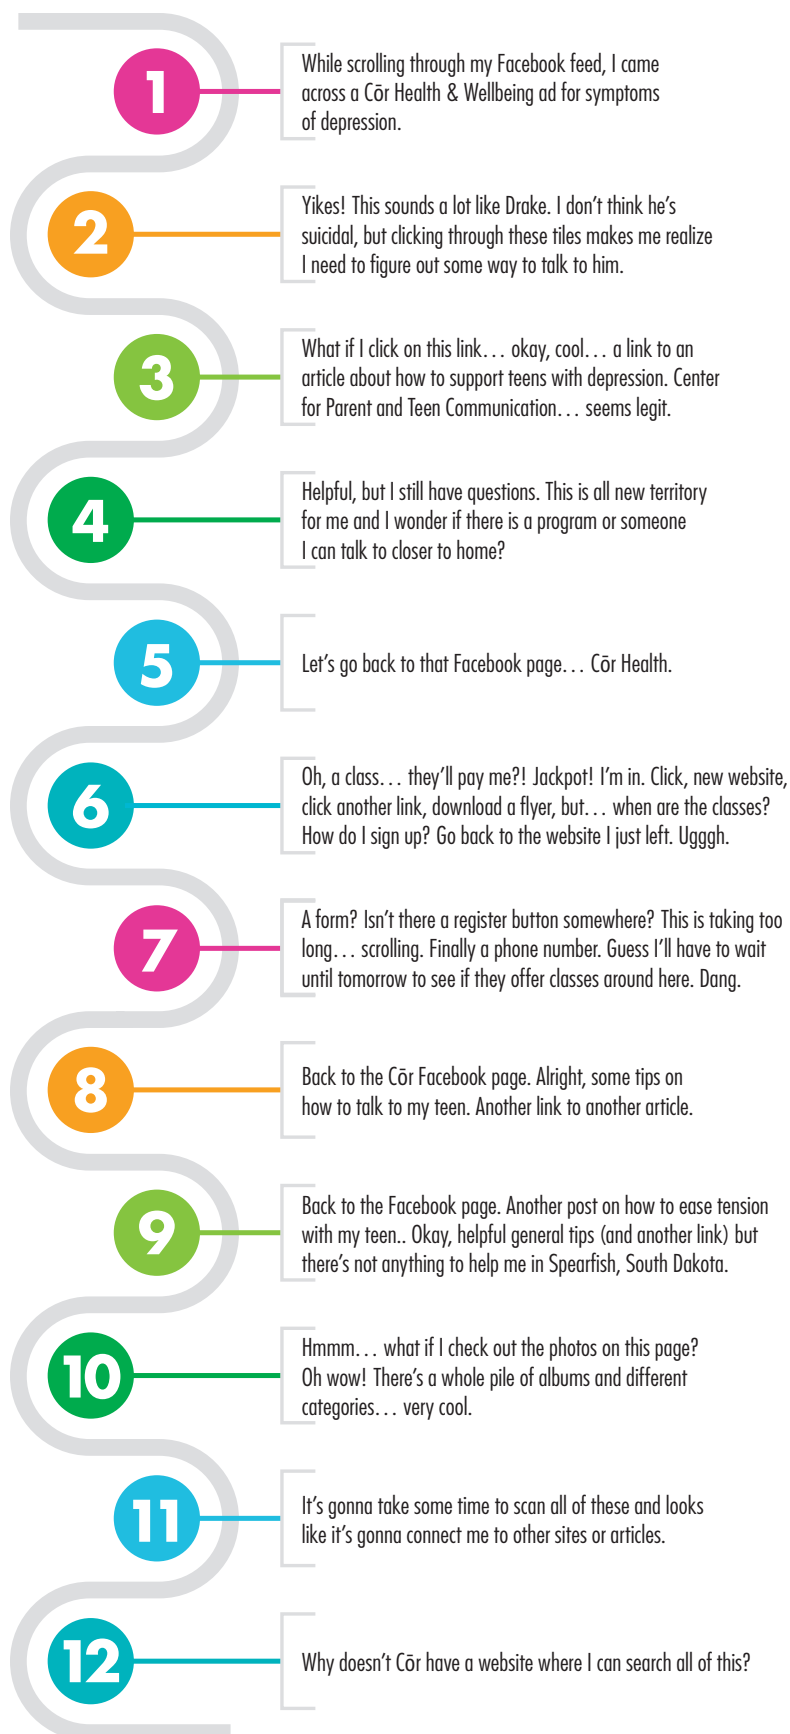 1
While scrolling through my Facebook feed, I came
across a Cōr Health & Wellbeing ad for symptoms
of depression.
2
Yikes! This sounds a lot like Drake. I don’t think he’s
suicidal, but clicking through these tiles makes me realize
I need to figure out some way to talk to him.
3
What if I click on this link… okay, cool… a link to an
article about how to support teens with depression. Center
for Parent and Teen Communication… seems legit.
4
Helpful, but I still have questions. This is all new territory
for me and I wonder if there is a program or someone
I can talk to closer to home?
5
Let’s go back to that Facebook page… Cōr Health.
6
Oh, a class… they’ll pay me?! Jackpot! I’m in. Click, new website,
click another link, download a flyer, but… when are the classes?
How do I sign up? Go back to the website I just left. Ugggh.
7
A form? Isn’t there a register button somewhere? This is taking too
long… scrolling. Finally a phone number. Guess I’ll have to wait
until tomorrow to see if they offer classes around here. Dang.
8
Back to the Cōr Facebook page. Alright, some tips on
how to talk to my teen. Another link to another article.
9
Back to the Facebook page. Another post on how to ease tension
with my teen.. Okay, helpful general tips (and another link) but
there’s not anything to help me in Spearfish, South Dakota.
10
Hmmm… what if I check out the photos on this page?
Oh wow! There’s a whole pile of albums and different
categories… very cool.
11
It’s gonna take some time to scan all of these and looks
like it’s gonna connect me to other sites or articles.
12
Why doesn’t Cōr have a website where I can search all of this?